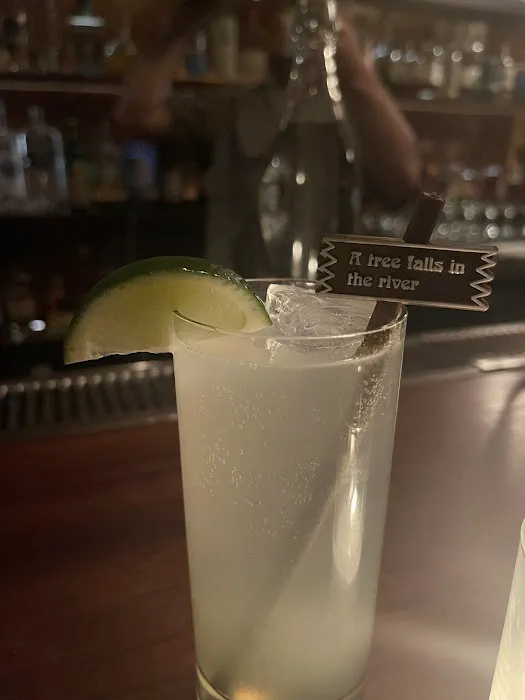 A tree falls in
the river